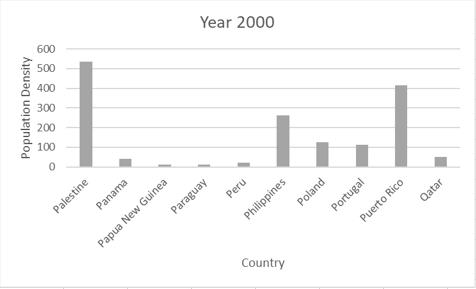 Year 2000
Population Density
600
500
400
300
200
100
0
Palestine
Panama
Papua New Guinea
Paraguay
Peru
Philippines
Poland
Portugal
Puerto Rico
Qatar
Country